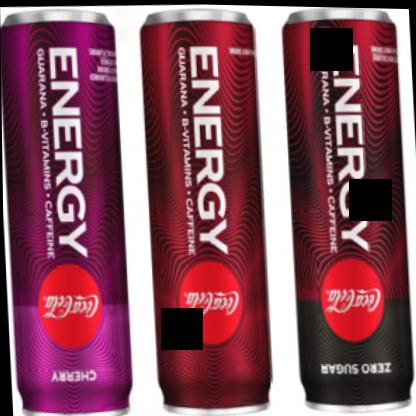 ENERGY
GUARANA • B-VITAMINS • CAFFEINE
Coca-Cola
CHERRY
ENERGY
GUARANA • B-VITAMINS • CAFFEINE
Coca-Cola
ENERGY
RANA • B-VITAMINS • CAFFEINE
Coca-Cola
ZERO SUGAR